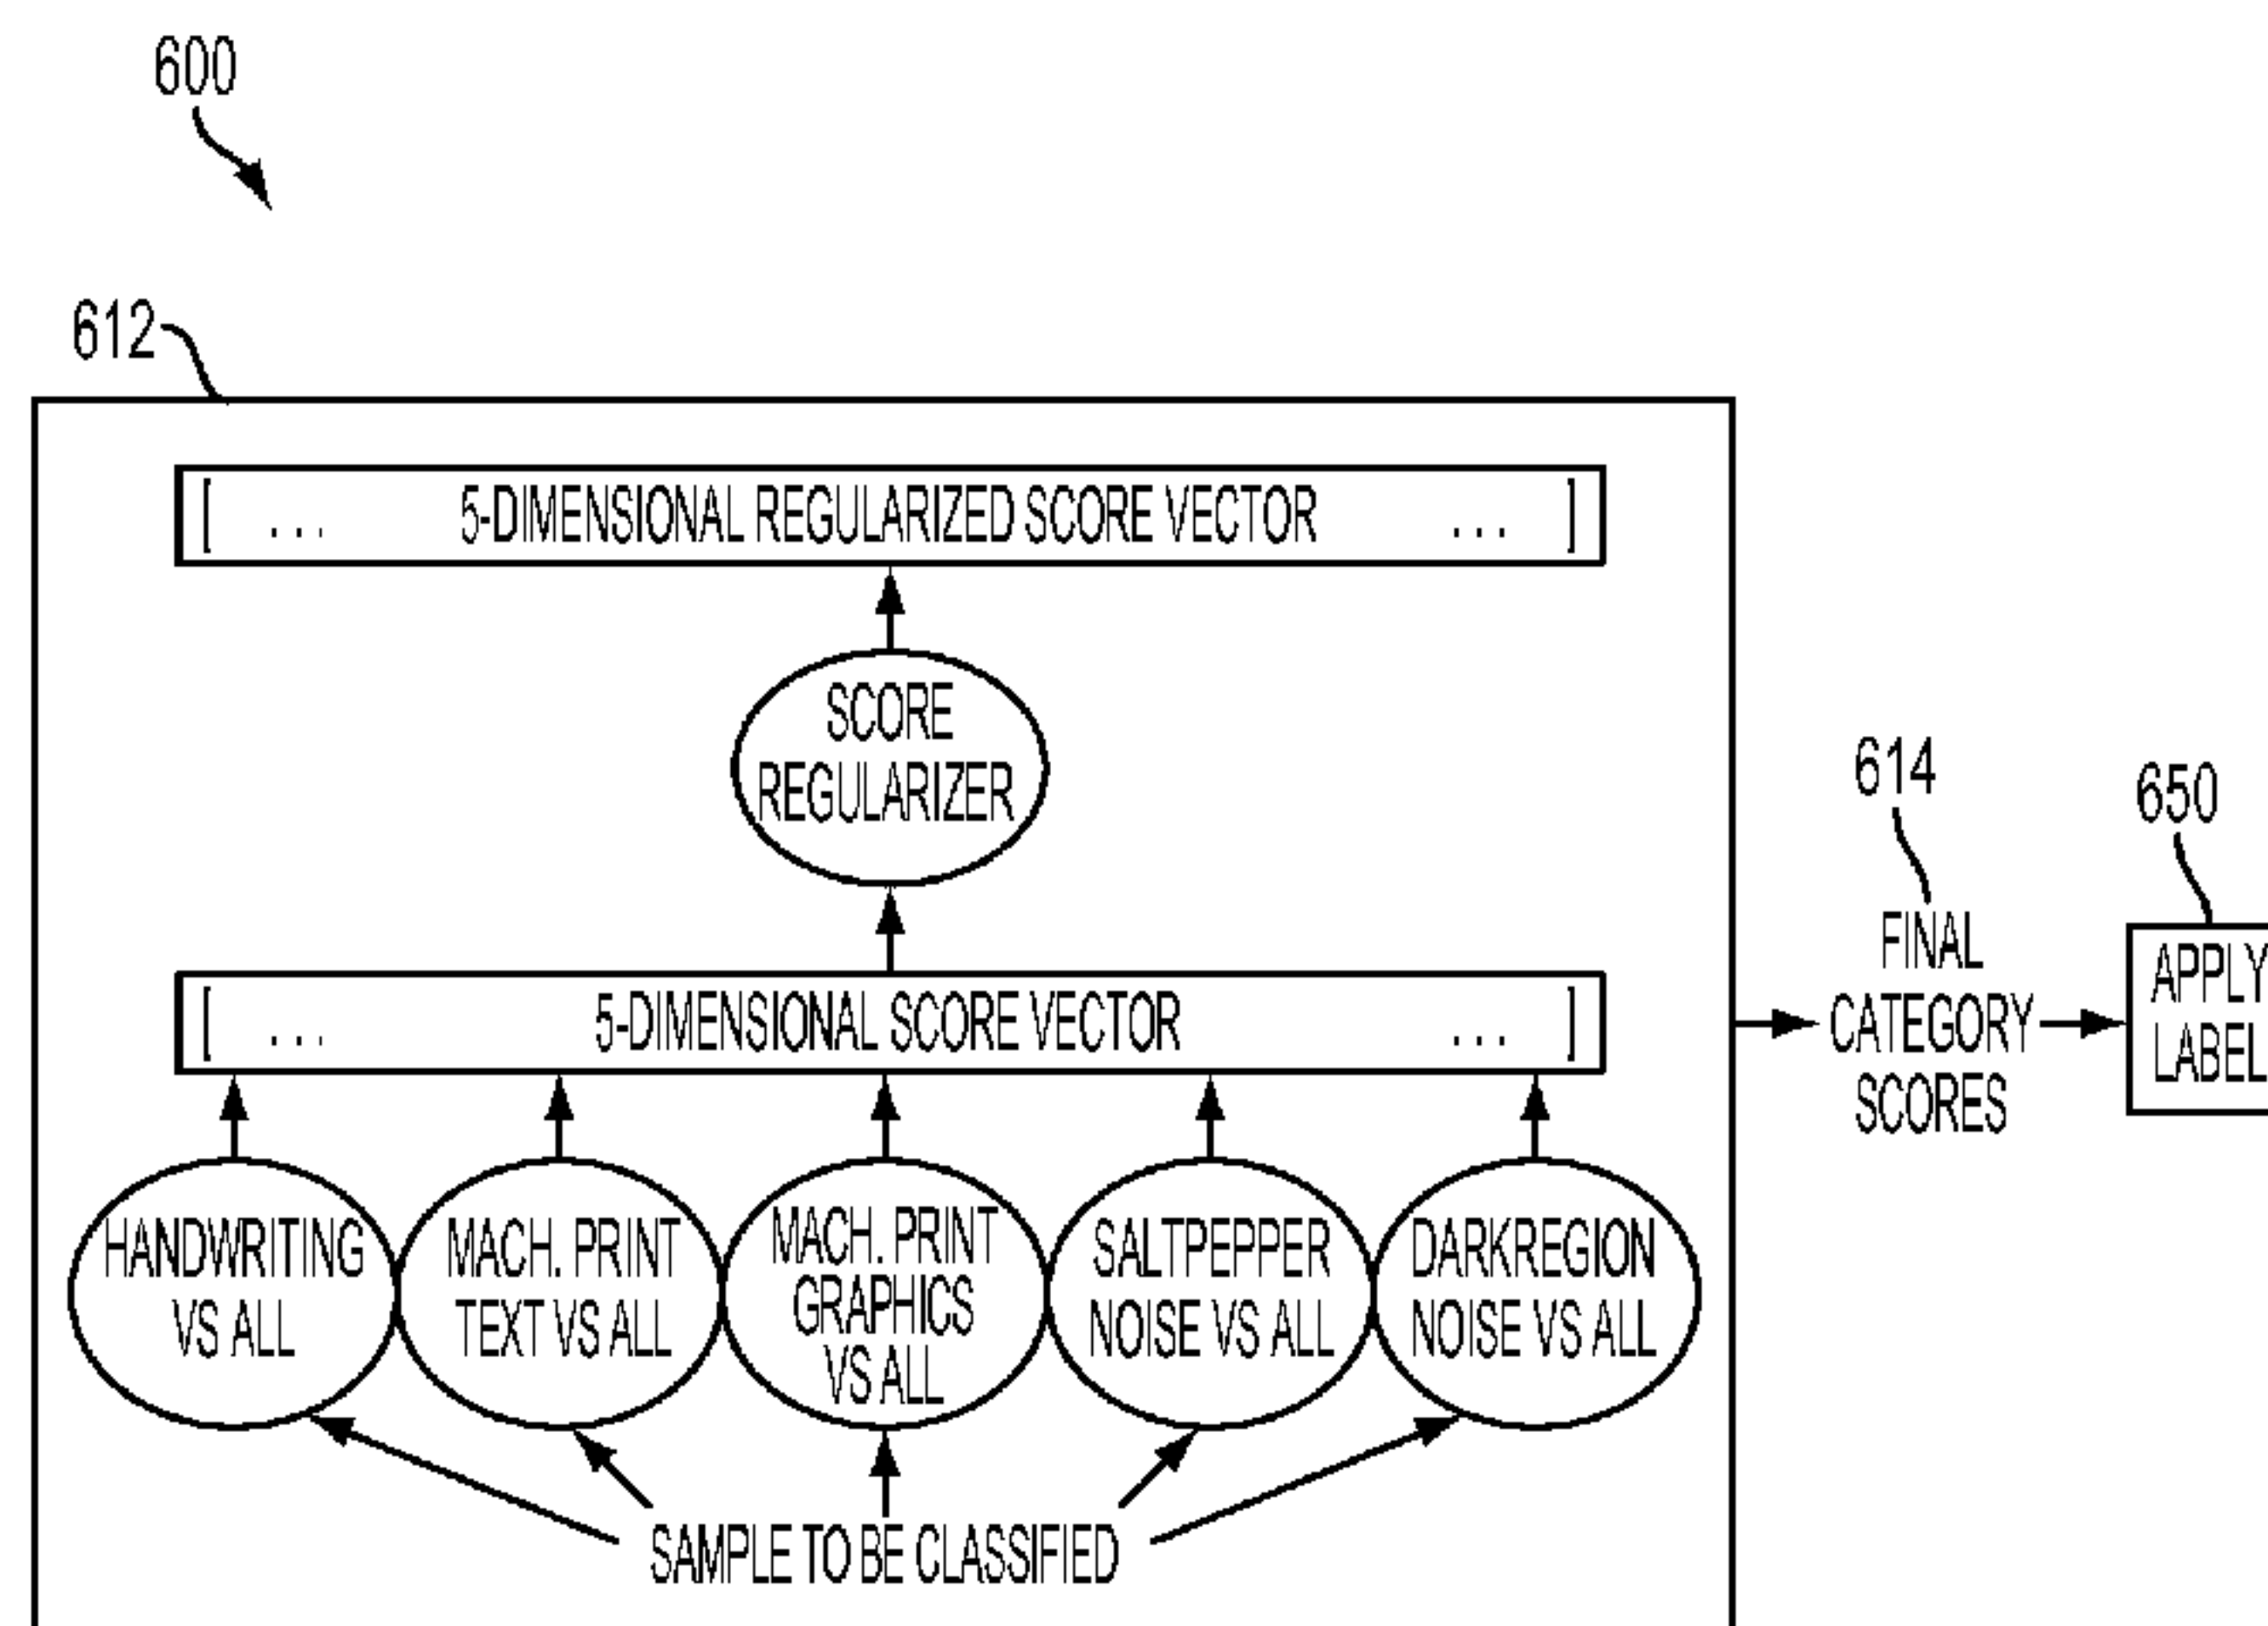 600
612
[ ... 5-DIMENSIONAL REGULARIZED SCORE VECTOR ... ]
SCORE
REGULARIZER
614
650
FINAL
CATEGORY
SCORES
APPLY
LABEL
[ ... 5-DIMENSIONAL SCORE VECTOR ... ]
HANDWRITING
VS ALL
MACH. PRINT
TEXT VS ALL
MACH. PRINT
GRAPHICS
VS ALL
SALTPEPPER
NOISE VS ALL
DARKREGION
NOISE VS ALL
SAMPLE TO BE CLASSIFIED